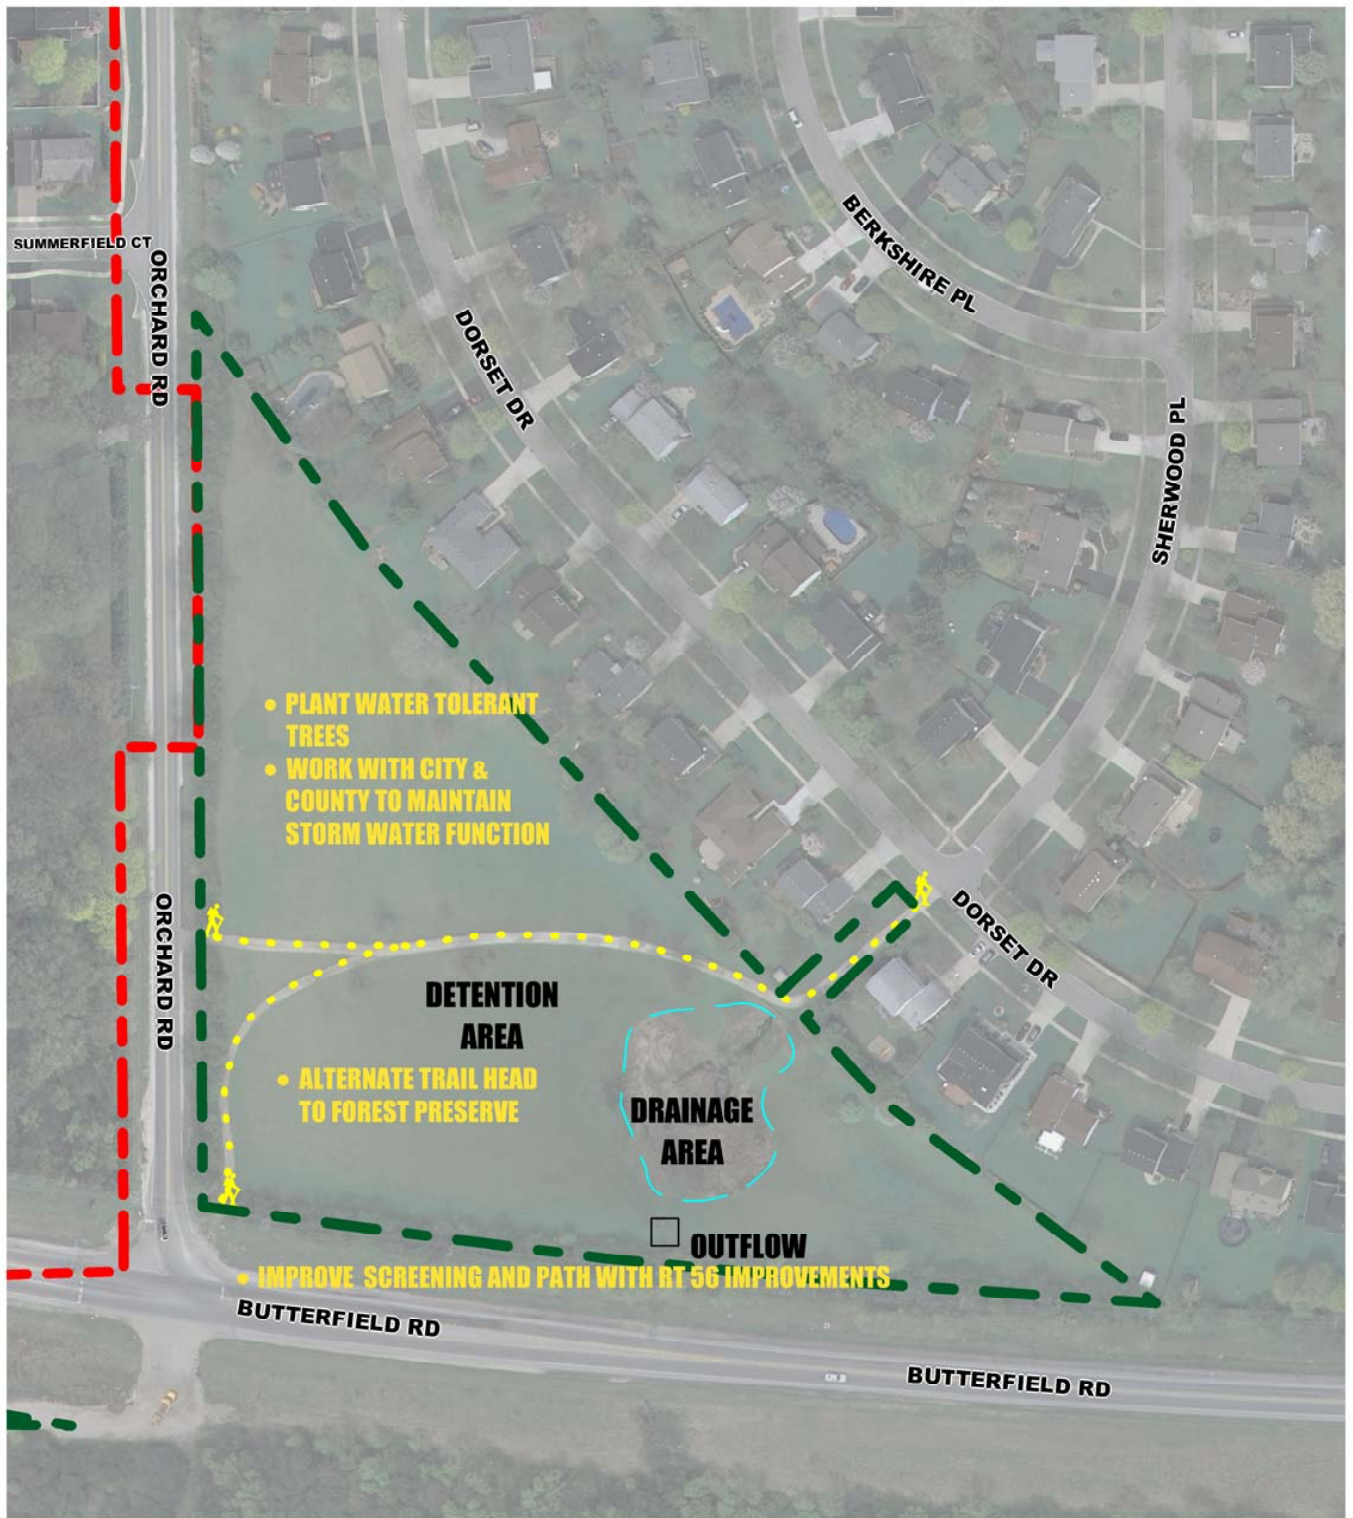 BERKSHIRE PL
SUMMERFIELD CT
ORCHARD RD
DORSET DR
SHERWOOD PL
• PLANT WATER TOLERANT
TREES
• WORK WITH CITY &
COUNTY TO MAINTAIN
STORM WATER FUNCTION
ORCHARD RD
DORSET DR
DETENTION
AREA
• ALTERNATE TRAIL HEAD
TO FOREST PRESERVE
DRAINAGE
AREA
OUTFLOW
• IMPROVE SCREENING AND PATH WITH RT 56 IMPROVEMENTS
BUTTERFIELD RD
BUTTERFIELD RD